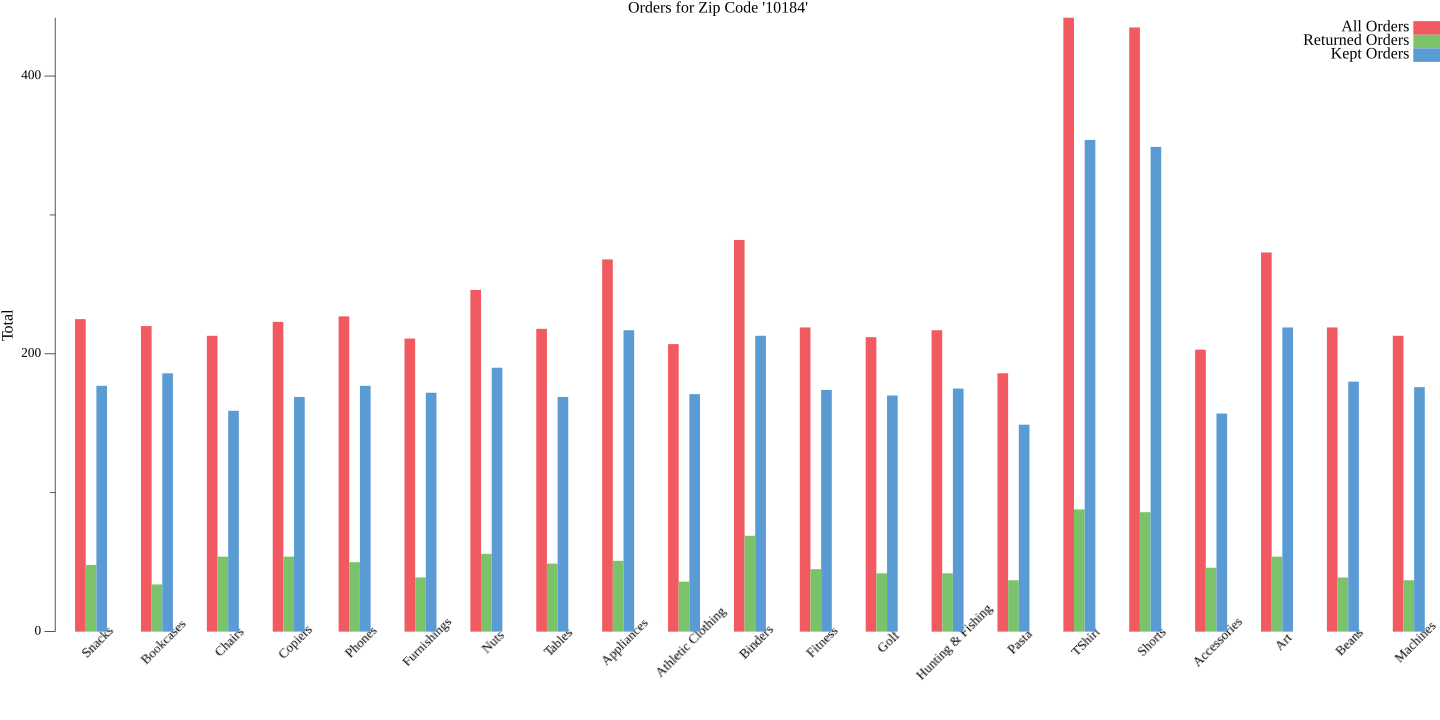 Orders for Zip Code '10184'
All Orders
Returned Orders
Kept Orders
Total
400
200
0
Snacks
Bookcases
Chairs
Copiers
Phones
Furnishings
Nuts
Tables
Appliances
Athletic Clothing
Binders
Fitness
Golf
Hunting & Fishing
Pasta
TShirt
Shorts
Accessories
Art
Beans
Machines